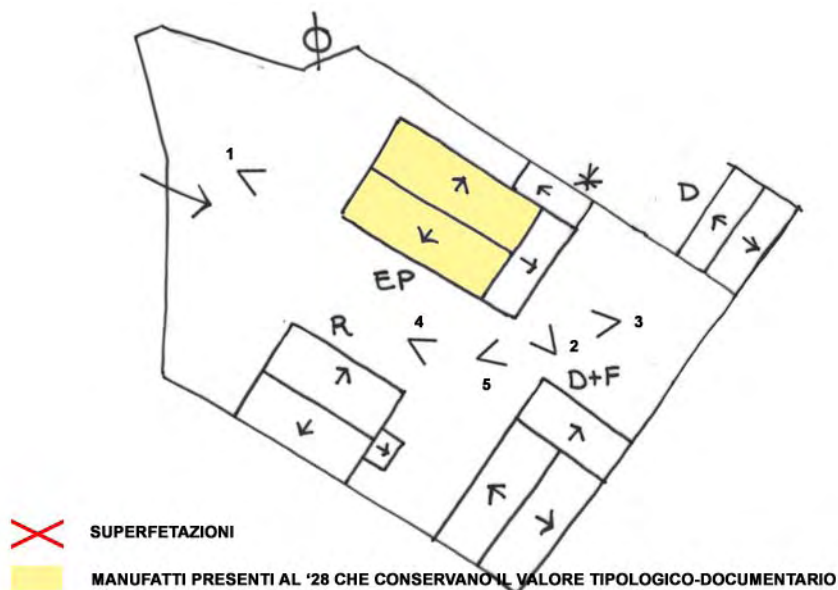 1
D
EP
R
4
3
2
5
D+F
SUPERFETAZIONI
MANUFATTI PRESENTI AL '28 CHE CONSERVANO IL VALORE TIPOLOGICO-DOCUMENTARIO